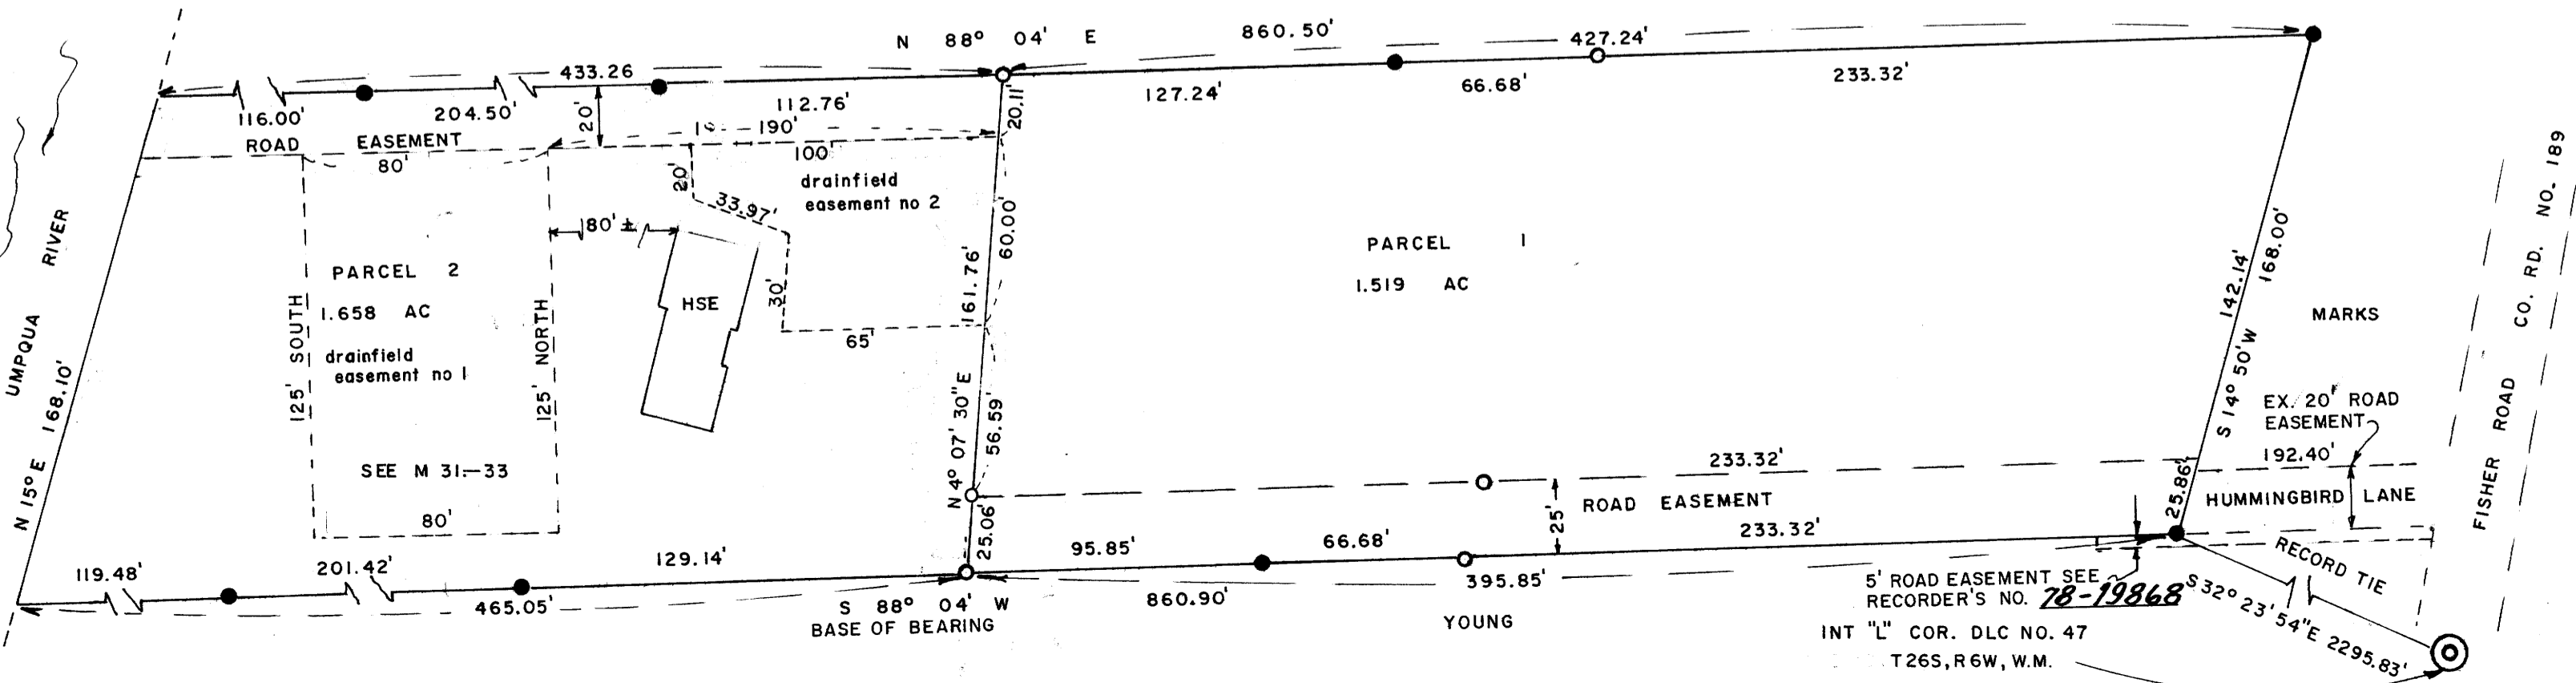 N 88° 04' E 860.50'
433.26
427.24'
116.00'
204.50'
112.76'
127.24'
66.68'
233.32'
ROAD EASEMENT
20'
190'
20.11'
80'
100'
20'
drainfield
easement no 2
33.97'
80' ±
60.00'
161.76'
30'
65'
HSE
UMPQUA RIVER
N 15° E 168.10'
PARCEL 2
1.658 AC
drainfield
easement no 1
125' SOUTH
125' NORTH
SEE M 31-33
80'
N 4° 07' 30" E
56.59'
25.06'
PARCEL 1
1.519 AC
142.14'
168.00'
S 14° 50' W
25.86'
MARKS
FISHER ROAD CO. RD. NO. 189
EX. 20' ROAD
EASEMENT
192.40'
HUMMINGBIRD LANE
233.32'
ROAD EASEMENT
25'
233.32'
119.48'
201.42'
129.14'
95.85'
66.68'
465.05'
395.85'
S 88° 04' W
860.90'
BASE OF BEARING
YOUNG
5' ROAD EASEMENT SEE
RECORDER'S NO. 78-19868
RECORD TIE
S 32° 23' 54" E 2295.83'
INT "L" COR. DLC NO. 47
T26S, R6W, W.M.